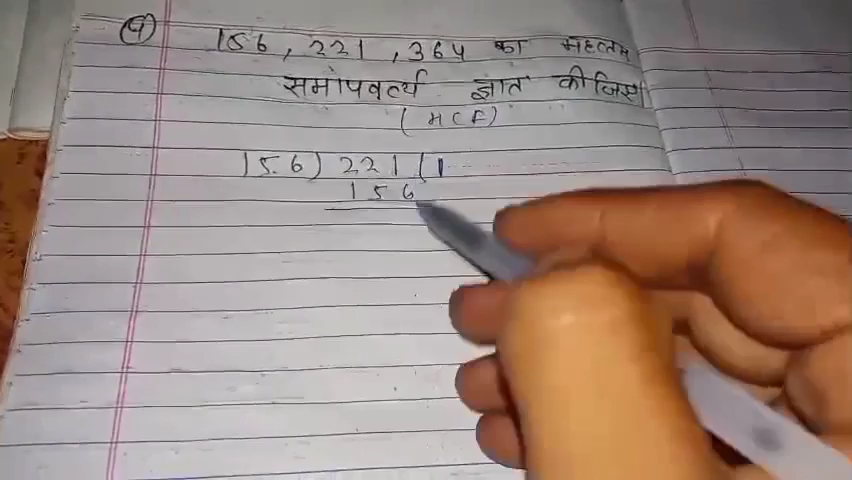 (4) 156, 221, 364 का महत्तम
समोपवर्त्य ज्ञात कीजिए।
(HCF)
156) 221 (1
156